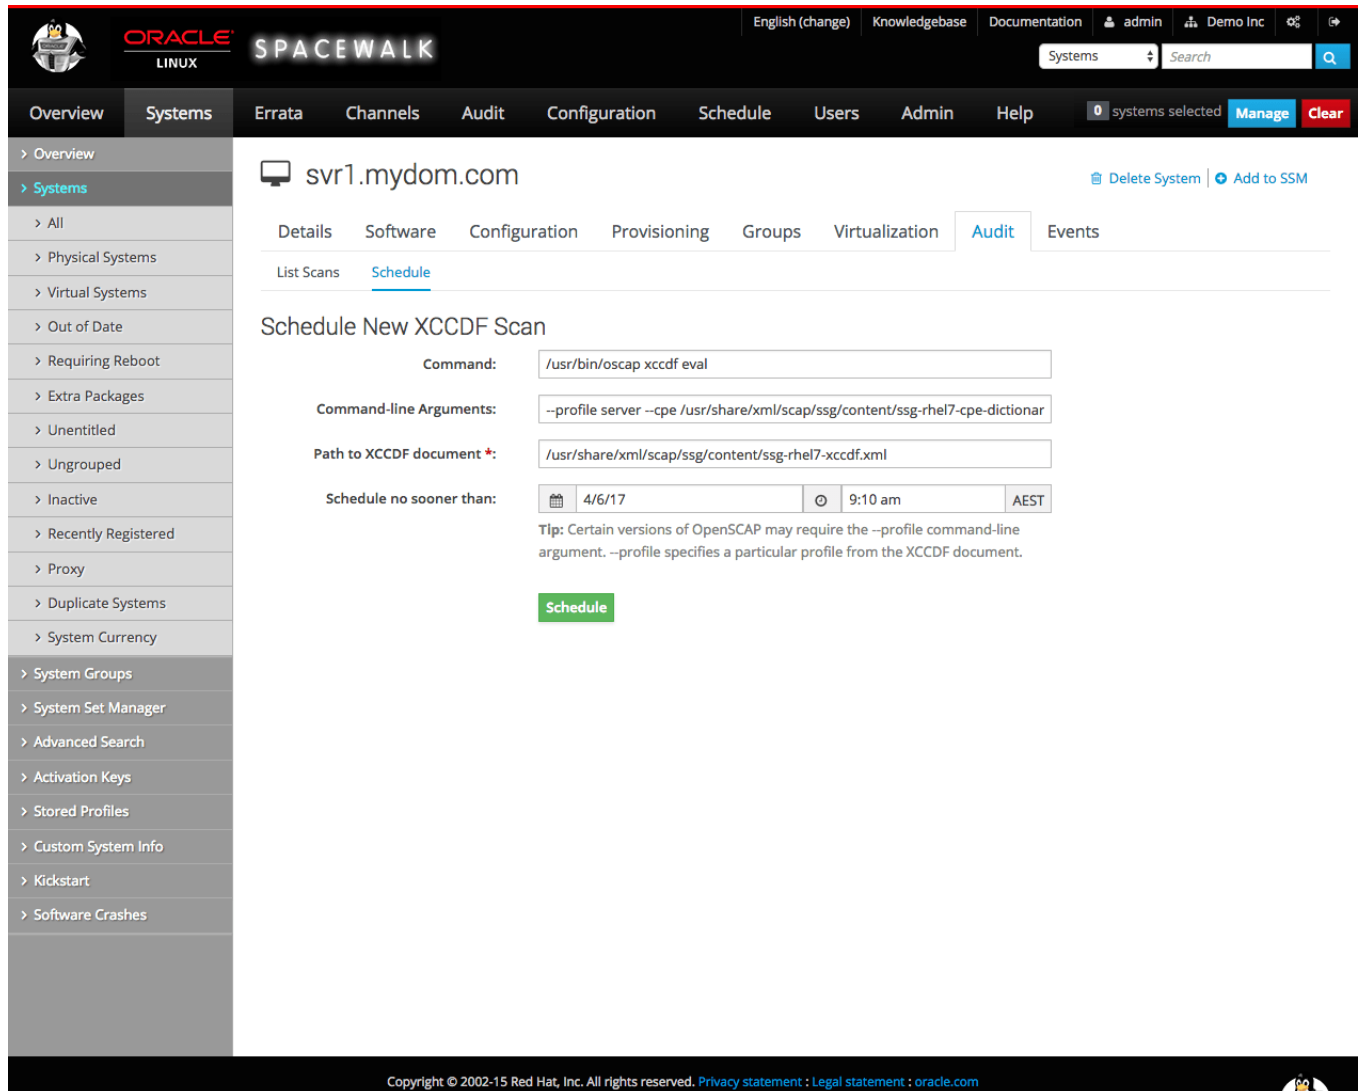 English (change) Knowledgebase Documentation admin Demo Inc
ORACLE
LINUX
SPACEWALK
Systems Search
Overview Systems Errata Channels Audit Configuration Schedule Users Admin Help 0 systems selected Manage Clear
Overview
Systems
All
Physical Systems
Virtual Systems
Out of Date
Requiring Reboot
Extra Packages
Unentitled
Ungrouped
Inactive
Recently Registered
Proxy
Duplicate Systems
System Currency
System Groups
System Set Manager
Advanced Search
Activation Keys
Stored Profiles
Custom System Info
Kickstart
Software Crashes
svr1.mydom.com
Delete System | Add to SSM
Details Software Configuration Provisioning Groups Virtualization Audit Events
List Scans Schedule
Schedule New XCCDF Scan
Command: /usr/bin/oscap xccdf eval
Command-line Arguments: --profile server --cpe /usr/share/xml/scap/ssg/content/ssg-rhel7-cpe-dictionar
Path to XCCDF document *: /usr/share/xml/scap/ssg/content/ssg-rhel7-xccdf.xml
Schedule no sooner than: 4/6/17 9:10 am AEST
Tip: Certain versions of OpenSCAP may require the --profile command-line
argument. --profile specifies a particular profile from the XCCDF document.
Schedule
Copyright © 2002-15 Red Hat, Inc. All rights reserved. Privacy statement : Legal statement : oracle.com